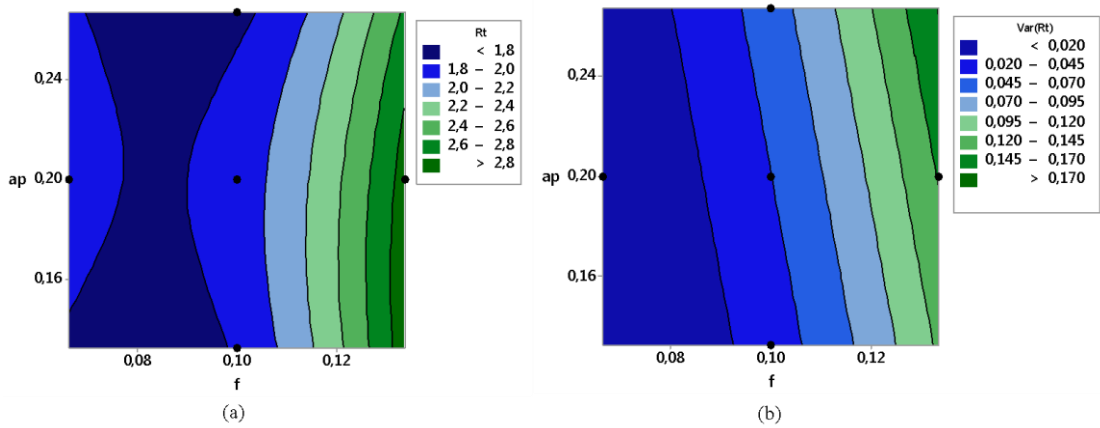 Rt
< 1,8
1,8 – 2,0
2,0 – 2,2
2,2 – 2,4
2,4 – 2,6
2,6 – 2,8
> 2,8
0,24
ap 0,20
0,16
0,08 0,10 0,12
f
(a)
Var(Rt)
< 0,020
0,020 – 0,045
0,045 – 0,070
0,070 – 0,095
0,095 – 0,120
0,120 – 0,145
0,145 – 0,170
> 0,170
0,24
ap 0,20
0,16
0,08 0,10 0,12
f
(b)